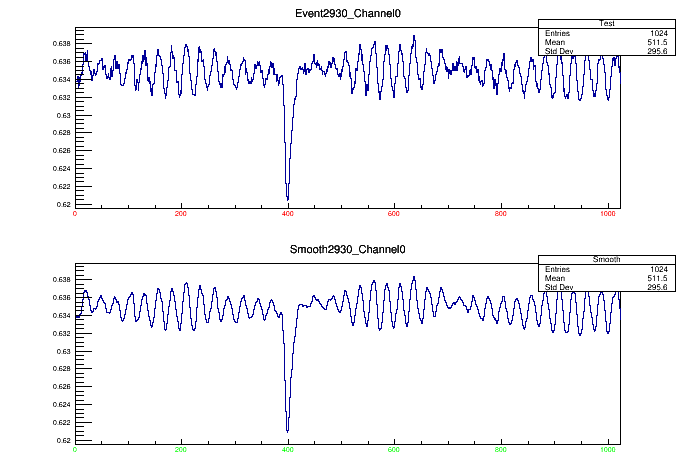 Event2930_Channel0
Test
Entries 1024
Mean 511.5
Std Dev 295.6
0.638
0.636
0.634
0.632
0.63
0.628
0.626
0.624
0.622
0.62
0 200 400 600 800 1000
Smooth2930_Channel0
Smooth
Entries 1024
Mean 511.5
Std Dev 295.6
0.638
0.636
0.634
0.632
0.63
0.628
0.626
0.624
0.622
0.62
0 200 400 600 800 1000